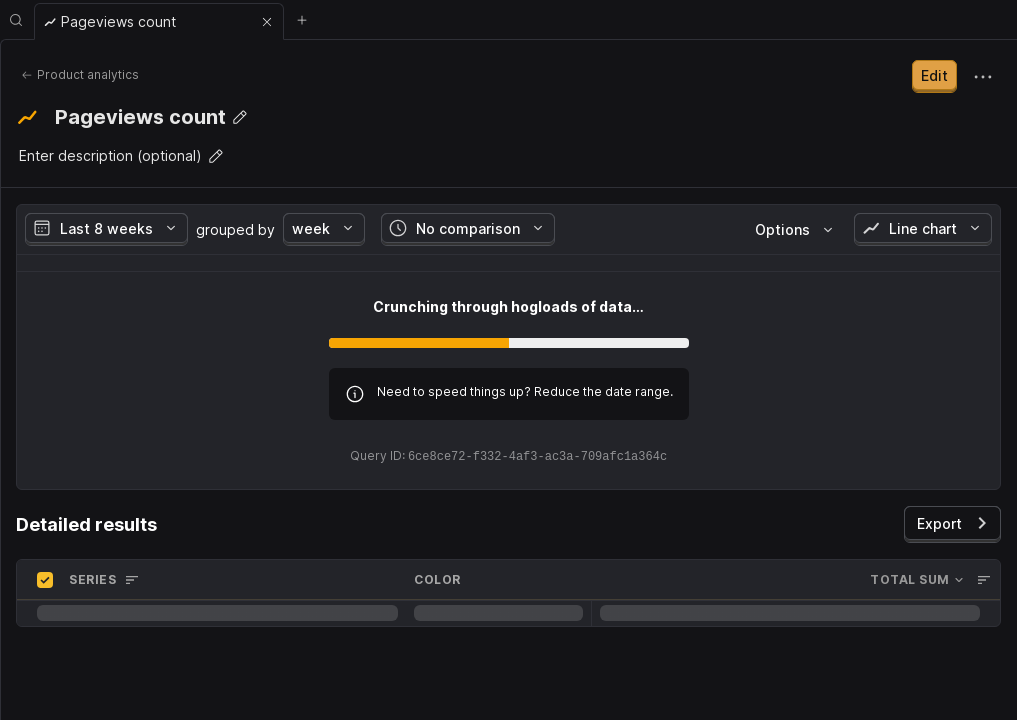 Pageviews count
Product analytics
Edit
Pageviews count
Enter description (optional)
Last 8 weeks grouped by week No comparison Options Line chart
Crunching through hogloads of data...
Need to speed things up? Reduce the date range.
Query ID: 6ce8ce72-f332-4af3-ac3a-709afc1a364c
Detailed results
Export
SERIES COLOR TOTAL SUM